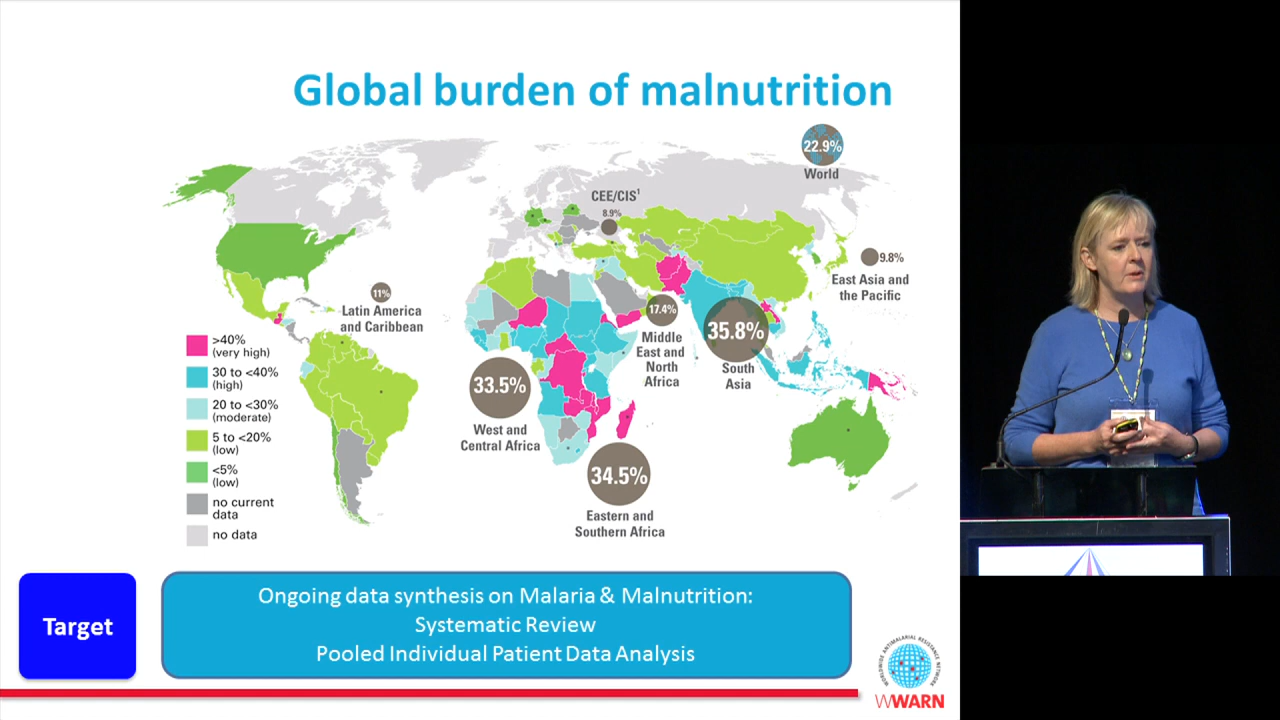 Global burden of malnutrition
22.9%
World
CEE/CIS¹
8.9%
9.8%
East Asia and
the Pacific
11%
Latin America
and Caribbean
17.4%
Middle
East and
North
Africa
35.8%
South
Asia
33.5%
West and
Central Africa
34.5%
Eastern and
Southern Africa
>40%
(very high)
30 to <40%
(high)
20 to <30%
(moderate)
5 to <20%
(low)
<5%
(low)
no current
data
no data
Target
Ongoing data synthesis on Malaria & Malnutrition:
Systematic Review
Pooled Individual Patient Data Analysis
WORLDWIDE ANTIMALARIAL RESISTANCE NETWORK
WWARN